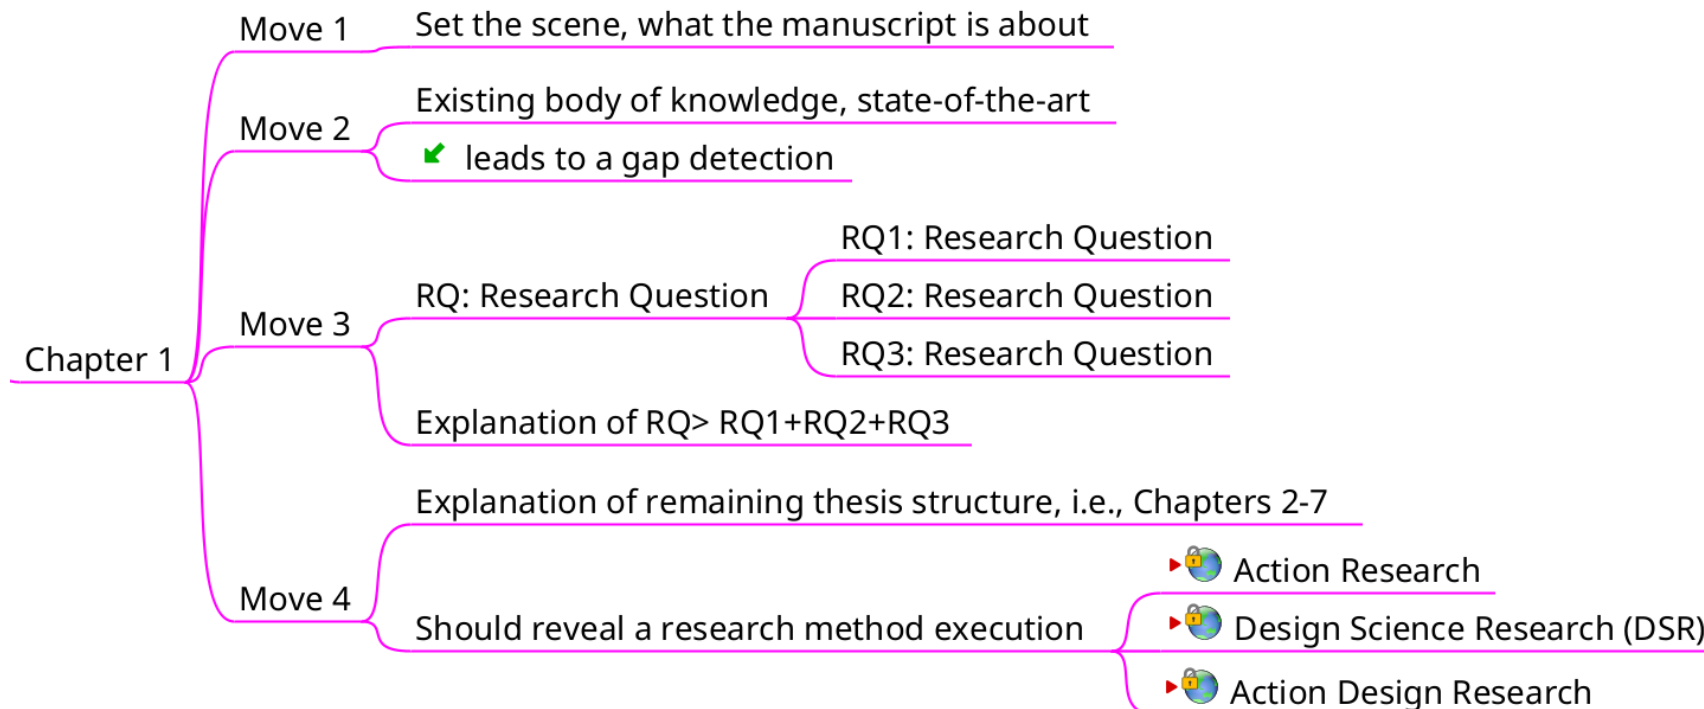 Chapter 1
Move 1
Set the scene, what the manuscript is about
Move 2
Existing body of knowledge, state-of-the-art
leads to a gap detection
Move 3
RQ: Research Question
RQ1: Research Question
RQ2: Research Question
RQ3: Research Question
Explanation of RQ> RQ1+RQ2+RQ3
Move 4
Explanation of remaining thesis structure, i.e., Chapters 2-7
Should reveal a research method execution
Action Research
Design Science Research (DSR)
Action Design Research